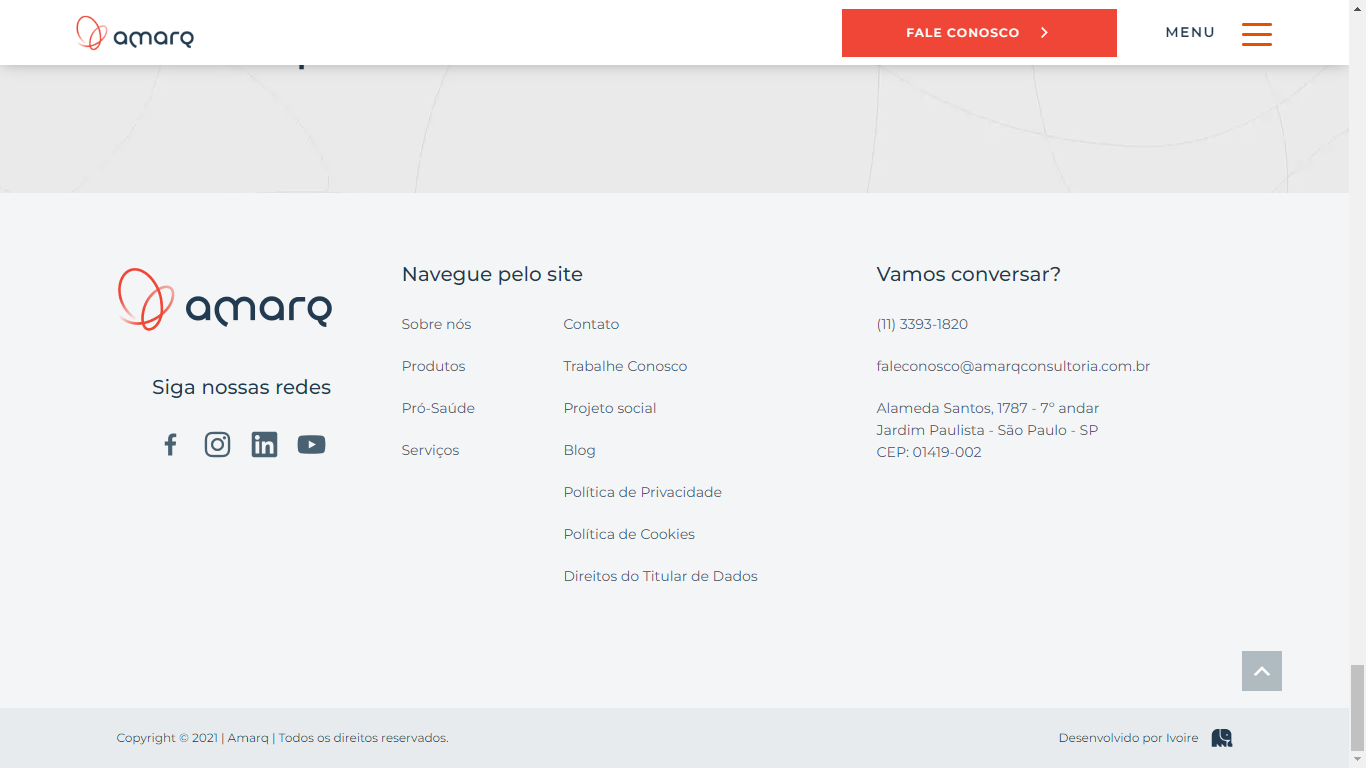 amarq
FALE CONOSCO
MENU
amarq
Siga nossas redes
Navegue pelo site
Sobre nós
Produtos
Pró-Saúde
Serviços
Contato
Trabalhe Conosco
Projeto social
Blog
Política de Privacidade
Política de Cookies
Direitos do Titular de Dados
Vamos conversar?
(11) 3393-1820
faleconosco@amarqconsultoria.com.br
Alameda Santos, 1787 - 7º andar
Jardim Paulista - São Paulo - SP
CEP: 01419-002
Copyright © 2021 | Amarq | Todos os direitos reservados.
Desenvolvido por Ivoire